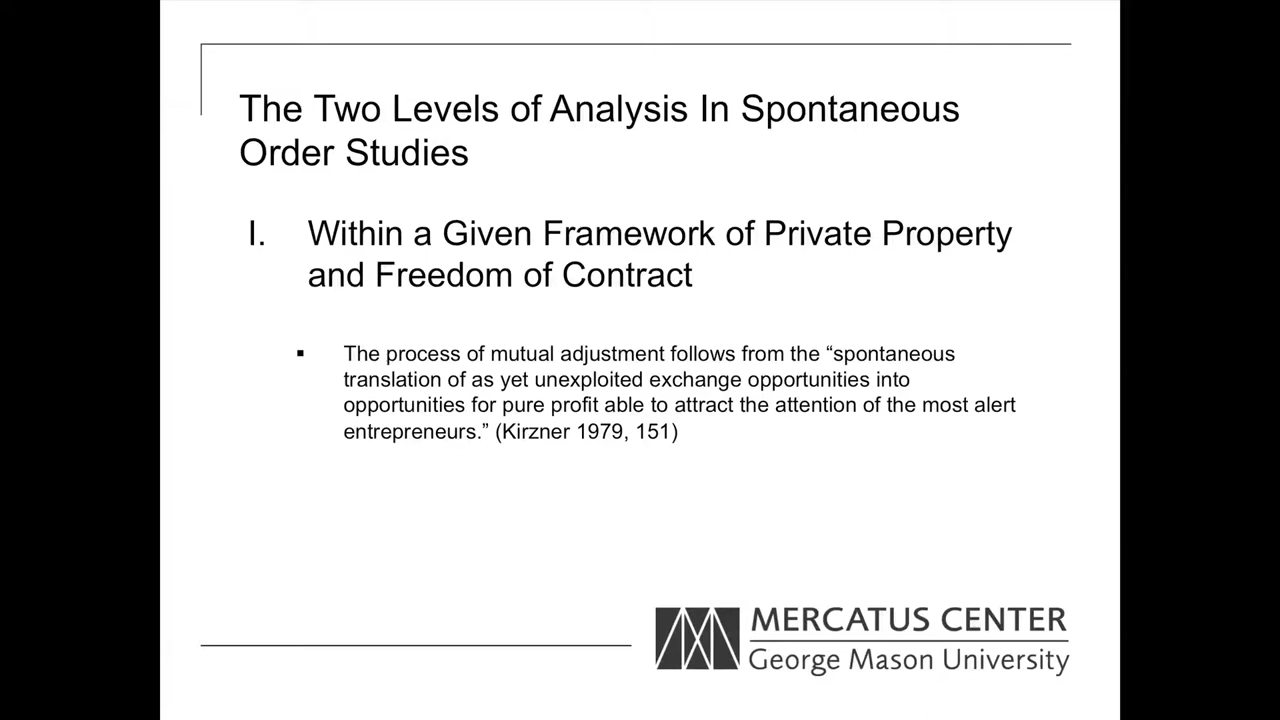 The Two Levels of Analysis In Spontaneous
Order Studies
I. Within a Given Framework of Private Property
and Freedom of Contract
▪ The process of mutual adjustment follows from the “spontaneous
translation of as yet unexploited exchange opportunities into
opportunities for pure profit able to attract the attention of the most alert
entrepreneurs.” (Kirzner 1979, 151)
MERCATUS CENTER
George Mason University